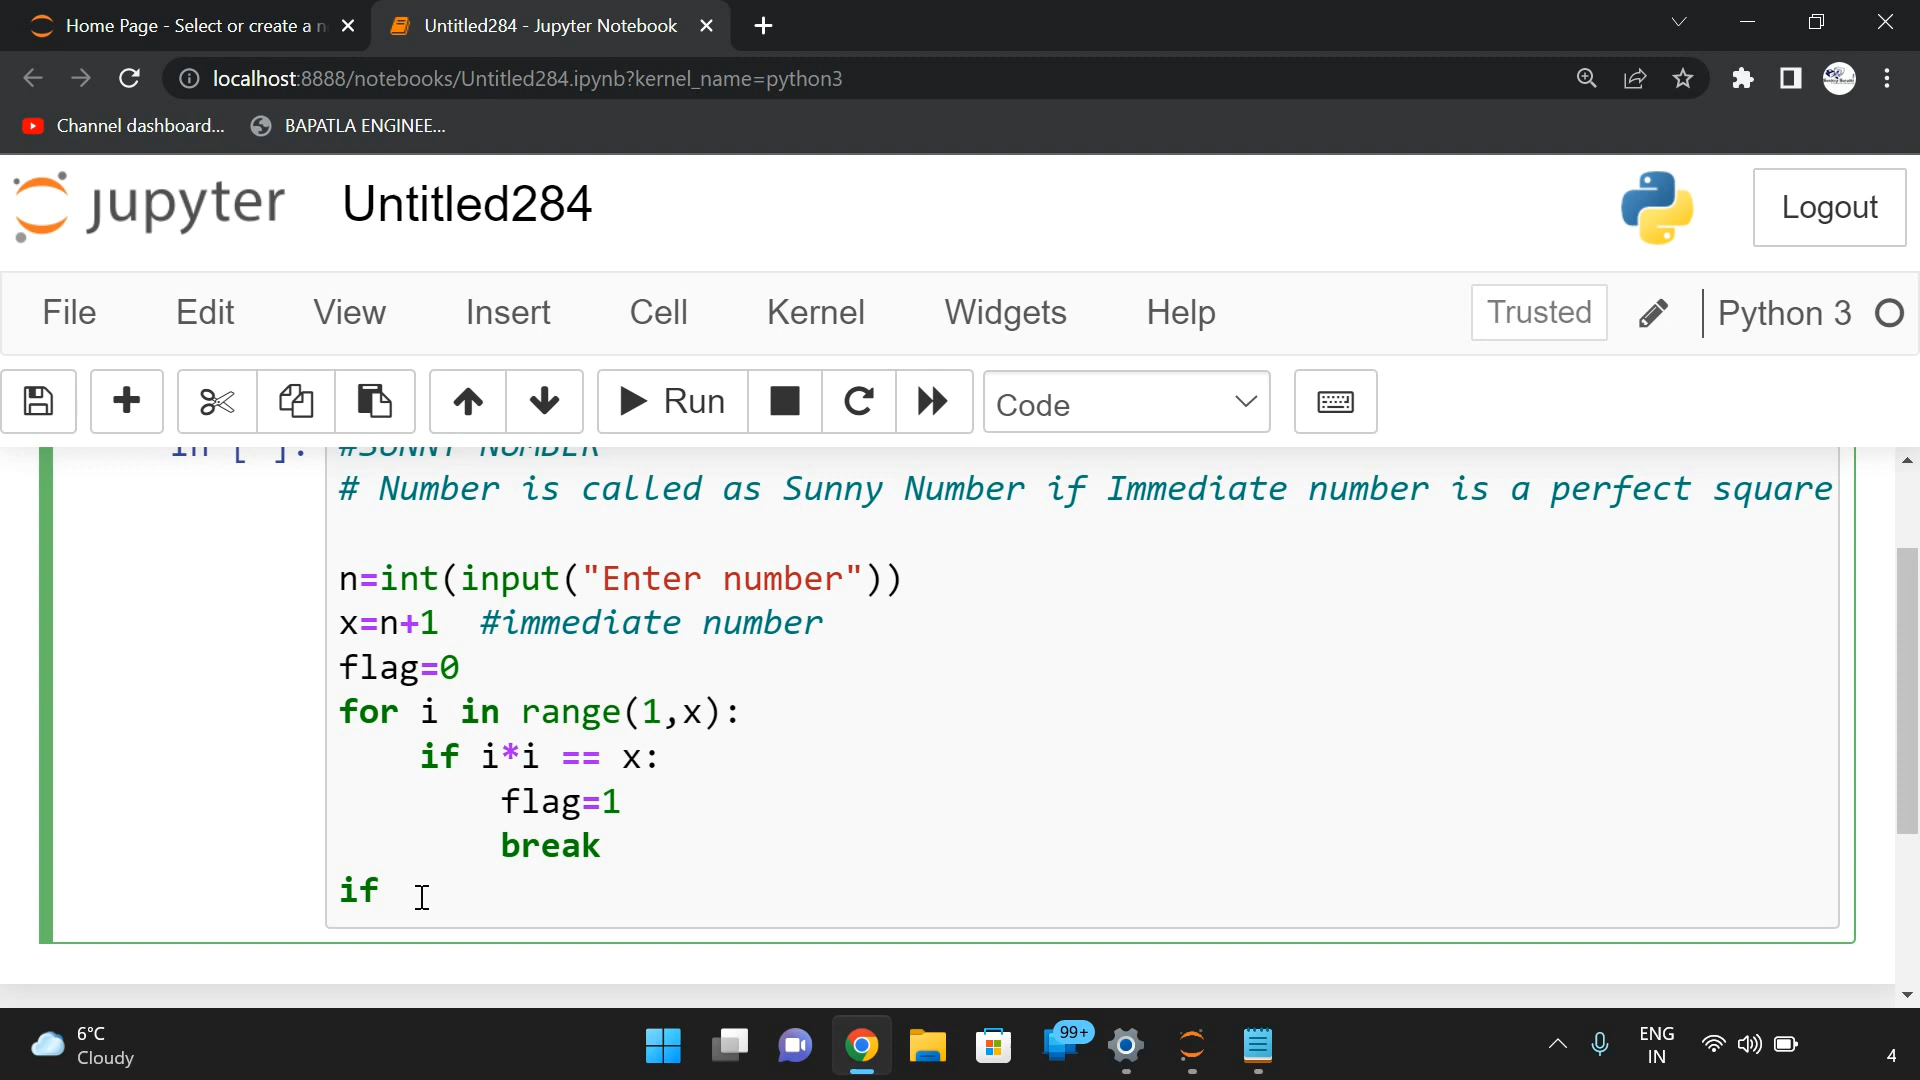 Home Page - Select or create a n
Untitled284 - Jupyter Notebook
localhost:8888/notebooks/Untitled284.ipynb?kernel_name=python3
Channel dashboard...
BAPATLA ENGINEE...
jupyter Untitled284
Logout
File Edit View Insert Cell Kernel Widgets Help
Trusted
Python 3
Run
Code
In [ ]: #SUNNY NUMBER
# Number is called as Sunny Number if Immediate number is a perfect square
n=int(input("Enter number"))
x=n+1 #immediate number
flag=0
for i in range(1,x):
if i*i == x:
flag=1
break
if
6°C
Cloudy
99+
ENG
IN
4